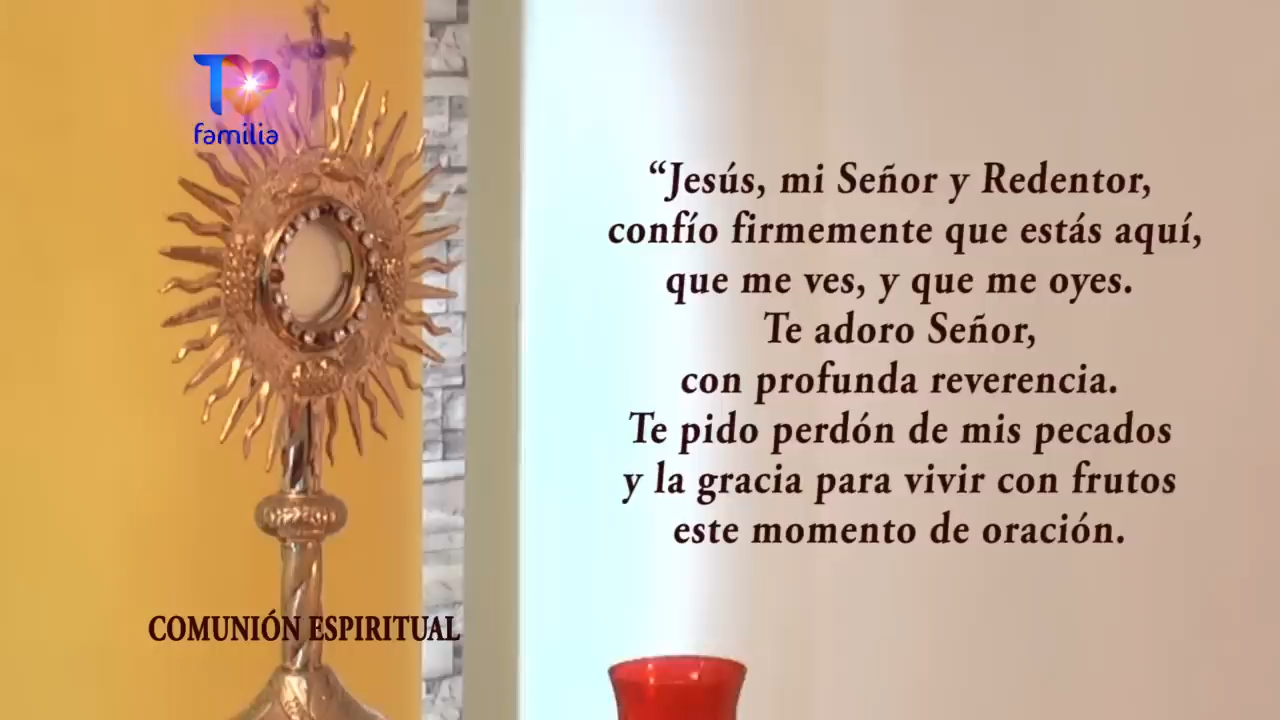 T
familia
“Jesús, mi Señor y Redentor,
confío firmemente que estás aquí,
que me ves, y que me oyes.
Te adoro Señor,
con profunda reverencia.
Te pido perdón de mis pecados
y la gracia para vivir con frutos
este momento de oración.
COMUNIÓN ESPIRITUAL